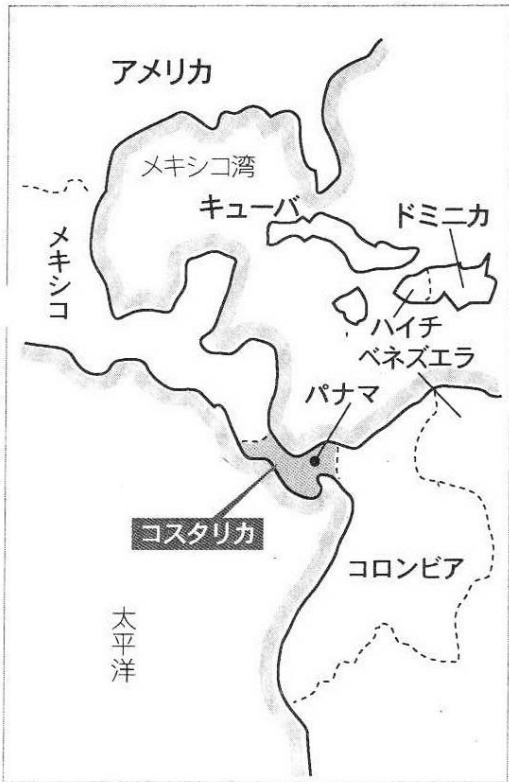 アメリカ
メキシコ湾
キューバ
ドミニカ
メキシコ
ハイチ
ベネズエラ
パナマ
コスタリカ
コロンビア
太平洋